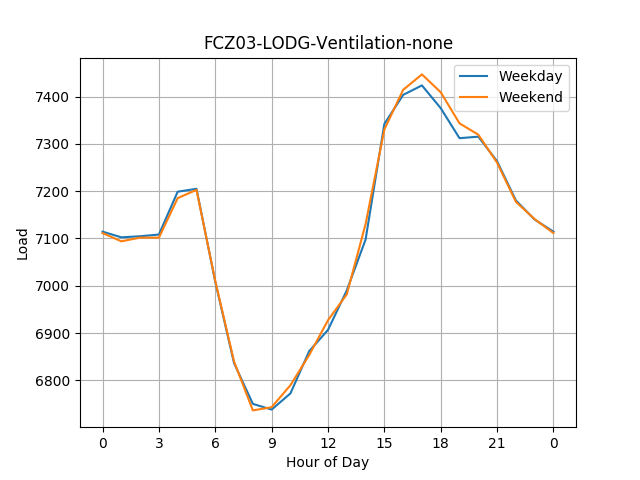 FCZ03-LODG-Ventilation-none
Weekday
Weekend
7400
7300
7200
7100
7000
6900
6800
Load
0 3 6 9 12 15 18 21 0
Hour of Day